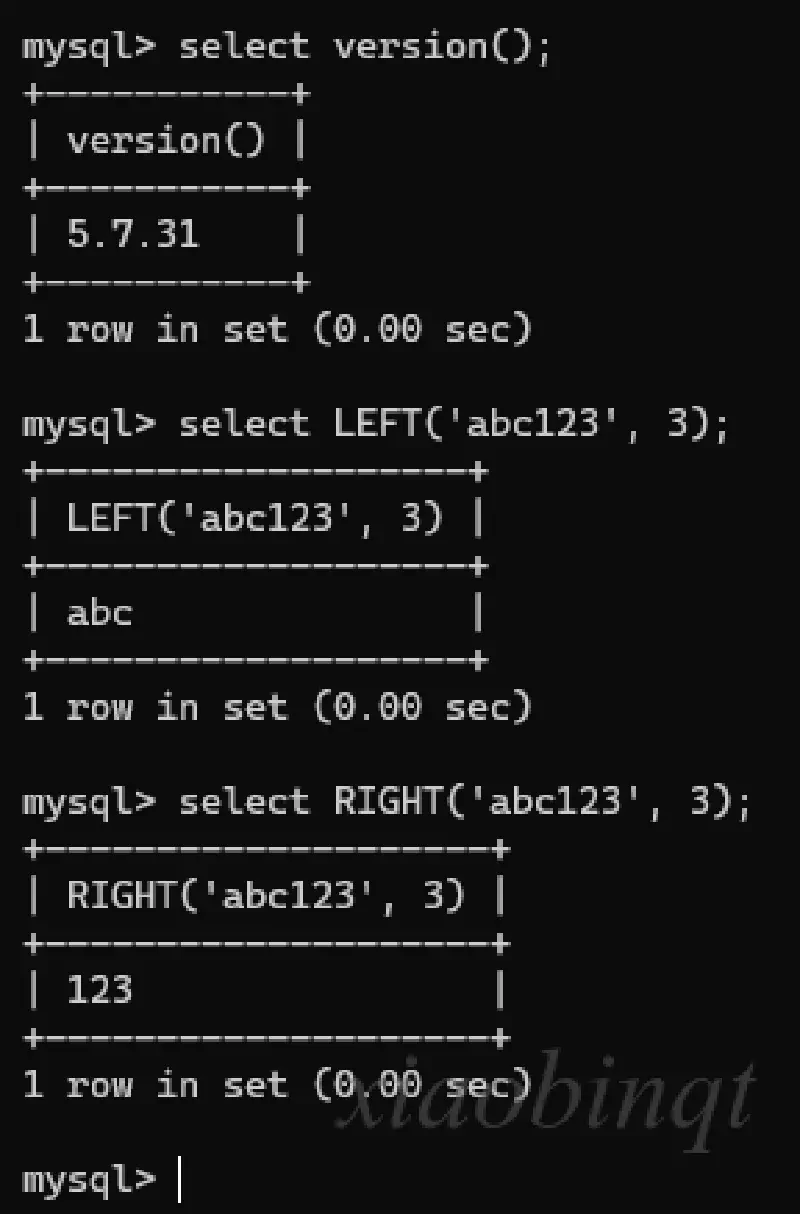 mysql> select version();
+-----------+
| version() |
+-----------+
| 5.7.31    |
+-----------+
1 row in set (0.00 sec)
mysql> select LEFT('abc123', 3);
+-------------------+
| LEFT('abc123', 3) |
+-------------------+
| abc               |
+-------------------+
1 row in set (0.00 sec)
mysql> select RIGHT('abc123', 3);
+--------------------+
| RIGHT('abc123', 3) |
+--------------------+
| 123                |
+--------------------+
1 row in set (0.00 sec)
xiaobinqt
mysql>